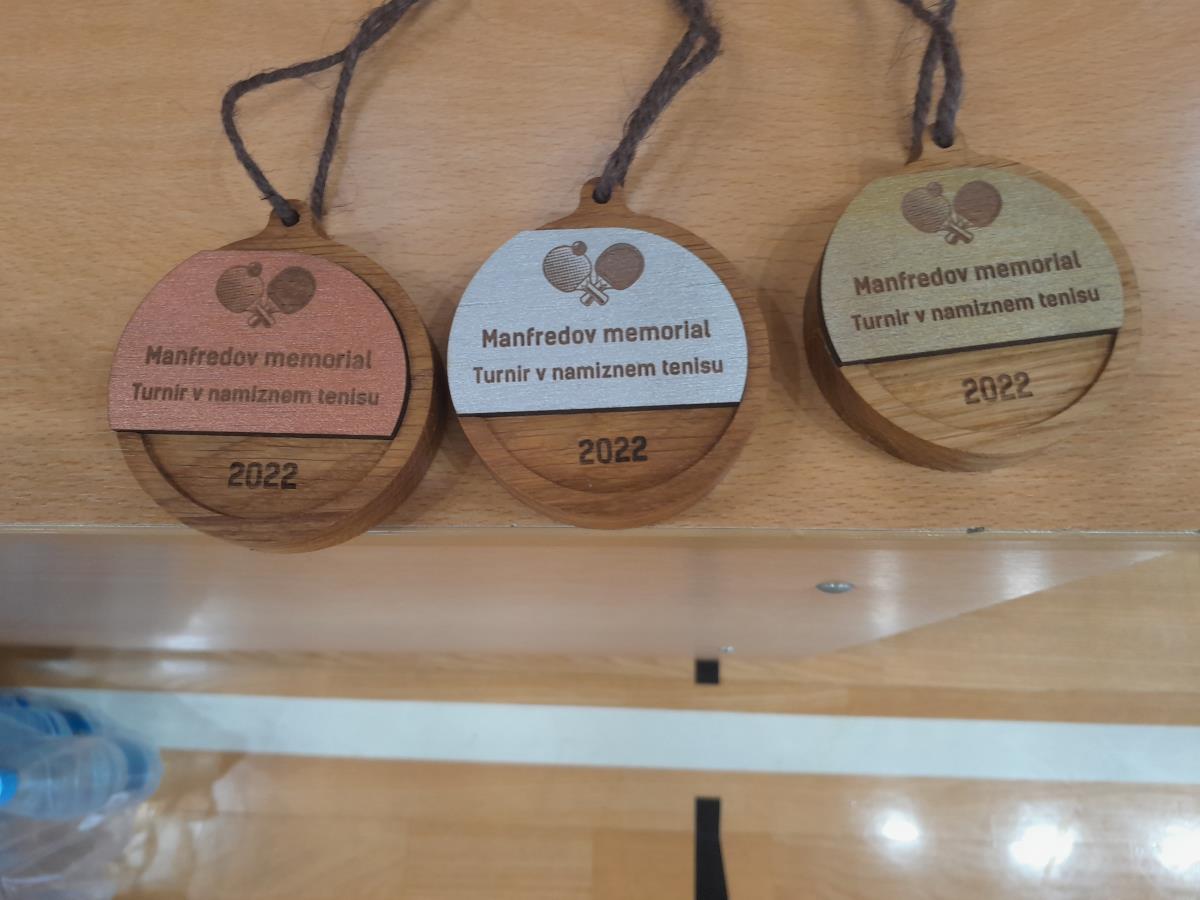 Manfredov memorial
Turnir v namiznem tenisu
2022
Manfredov memorial
Turnir v namiznem tenisu
2022
Manfredov memorial
Turnir v namiznem tenisu
2022